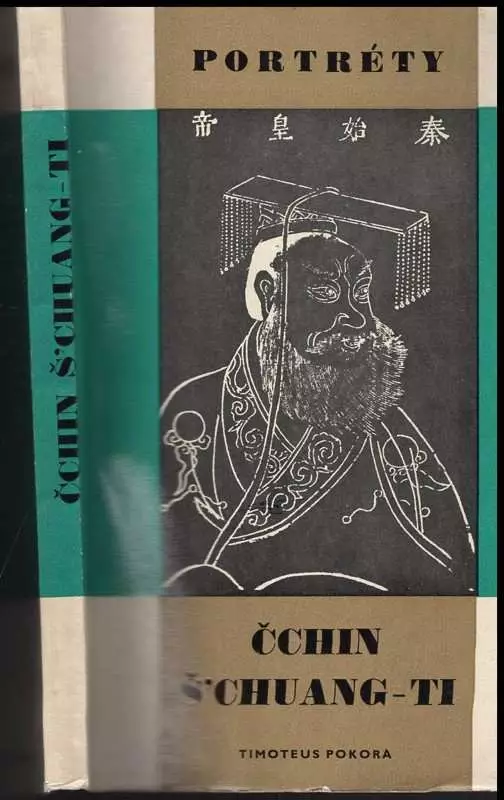 PORTRÉTY
帝 皇 始 秦
ČCHIN
Š'CHUANG-TI
TIMOTEUS POKORA
ČCHIN Š'CHUANG-TI